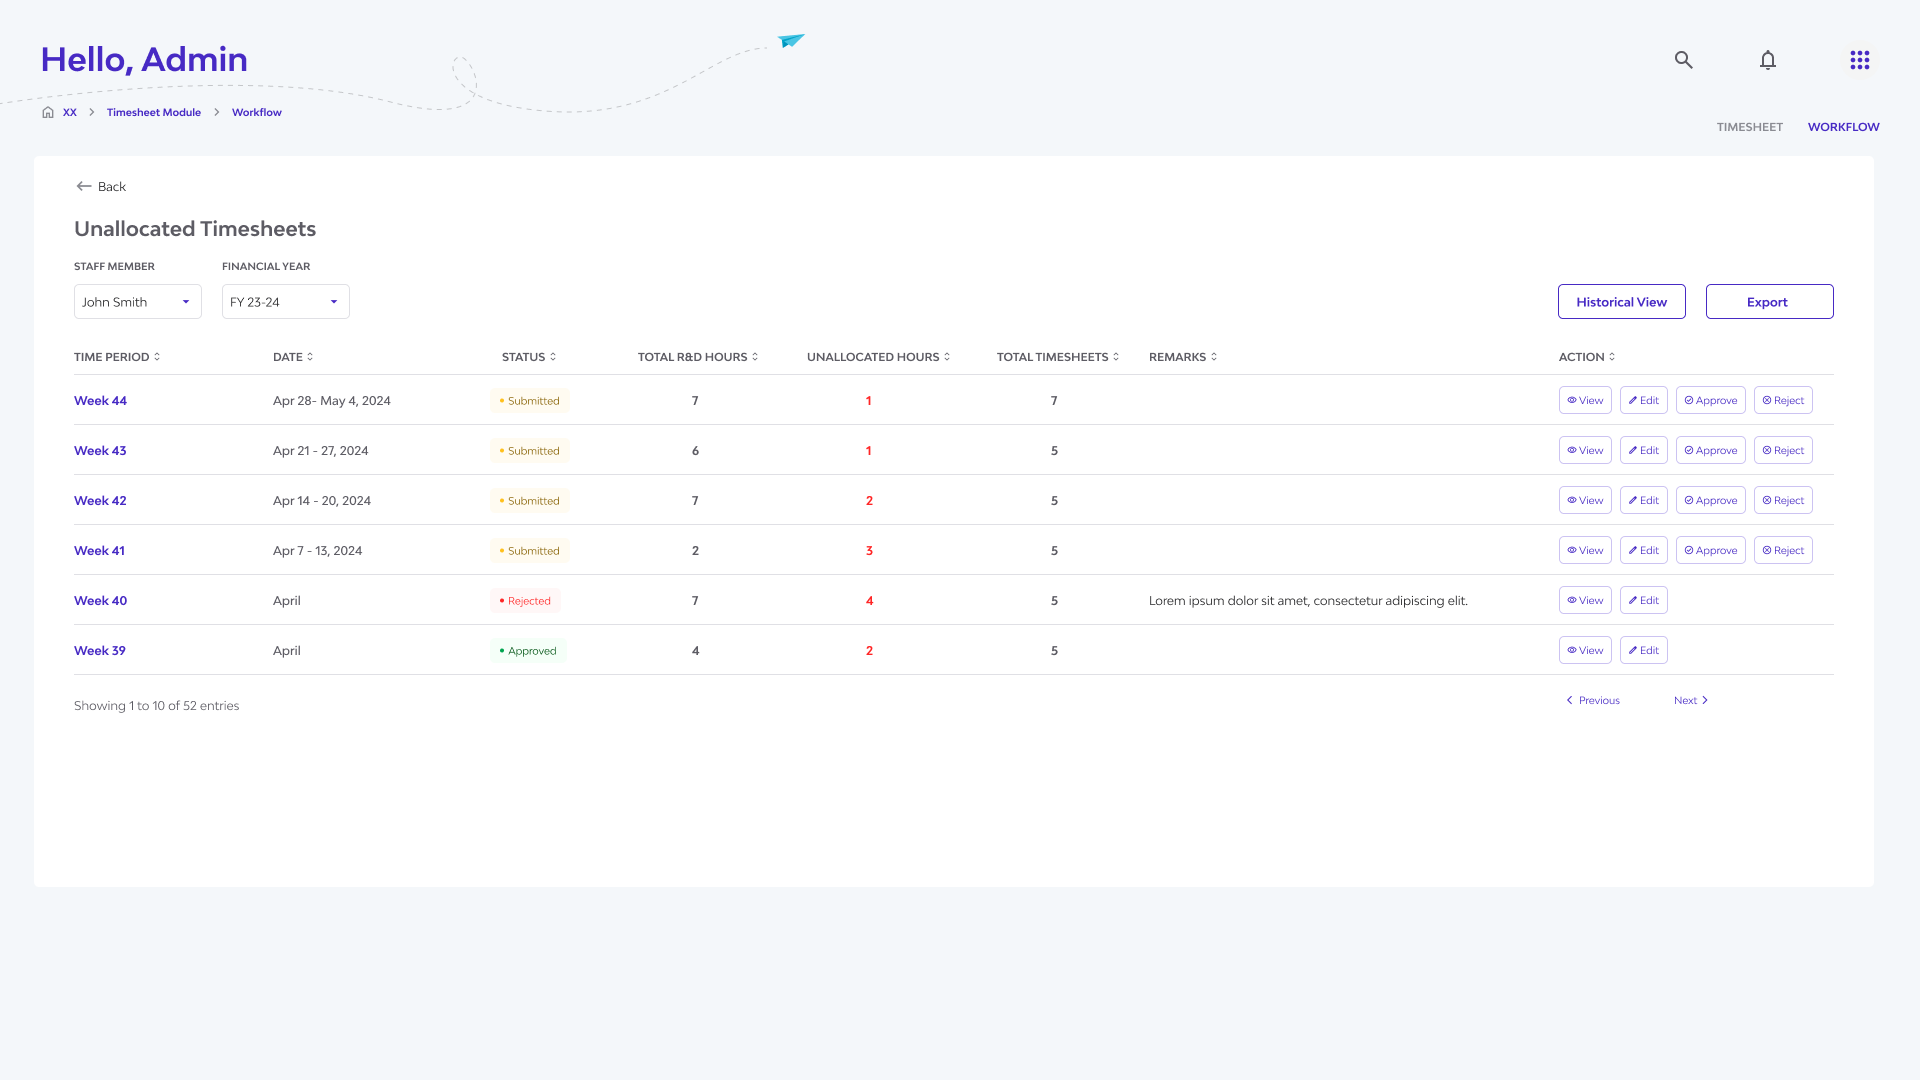 Hello, Admin
XX > Timesheet Module > Workflow
TIMESHEET WORKFLOW
Back
Unallocated Timesheets
STAFF MEMBER FINANCIAL YEAR
John Smith FY 23-24 Historical View Export
TIME PERIOD DATE STATUS TOTAL R&D HOURS UNALLOCATED HOURS TOTAL TIMESHEETS REMARKS ACTION
Week 44 Apr 28- May 4, 2024 Submitted 7 1 7 View Edit Approve Reject
Week 43 Apr 21 - 27, 2024 Submitted 6 1 5 View Edit Approve Reject
Week 42 Apr 14 - 20, 2024 Submitted 7 2 5 View Edit Approve Reject
Week 41 Apr 7 - 13, 2024 Submitted 2 3 5 View Edit Approve Reject
Week 40 April Rejected 7 4 5 Lorem ipsum dolor sit amet, consectetur adipiscing elit. View Edit
Week 39 April Approved 4 2 5 View Edit
Showing 1 to 10 of 52 entries < Previous Next >